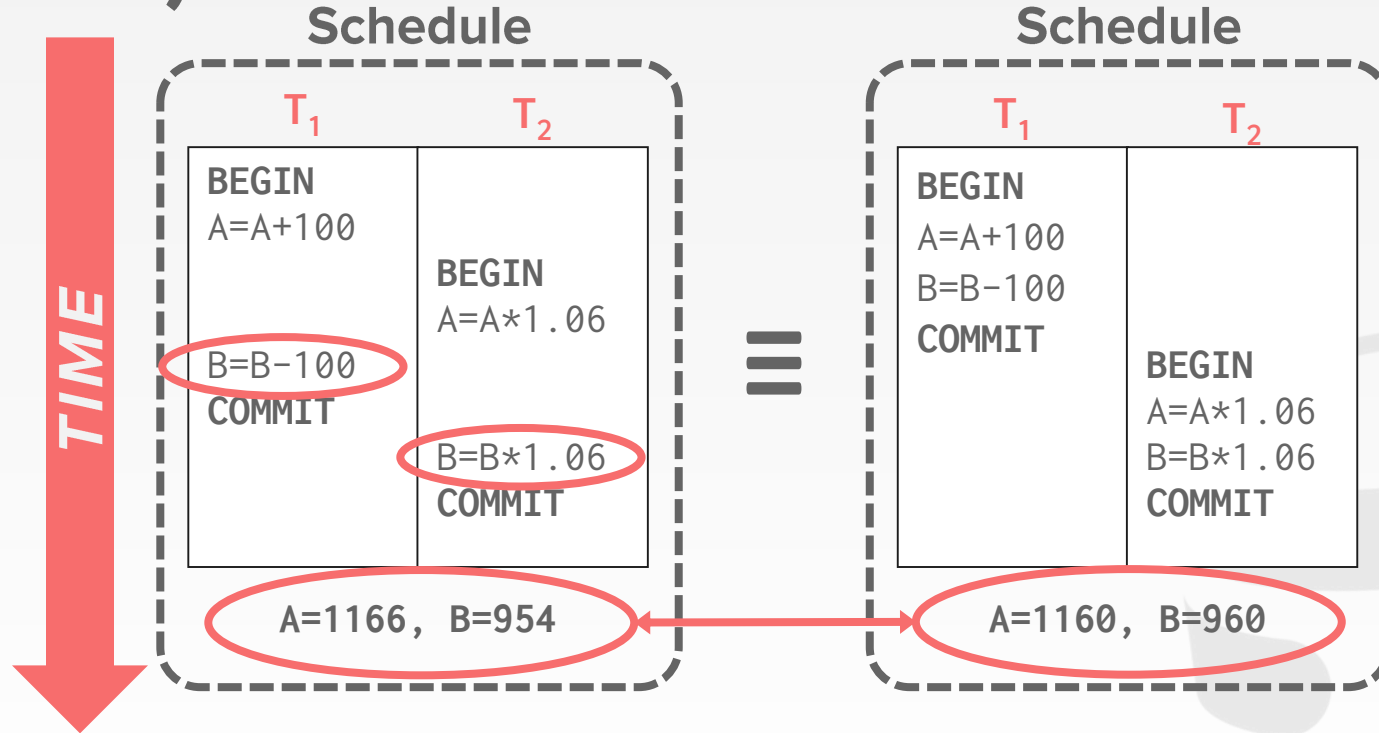 Schedule
T1 T2
BEGIN
A=A+100
BEGIN
A=A*1.06
B=B-100
COMMIT
B=B*1.06
COMMIT
A=1166, B=954
TIME
≡
Schedule
T1 T2
BEGIN
A=A+100
B=B-100
COMMIT
BEGIN
A=A*1.06
B=B*1.06
COMMIT
A=1160, B=960